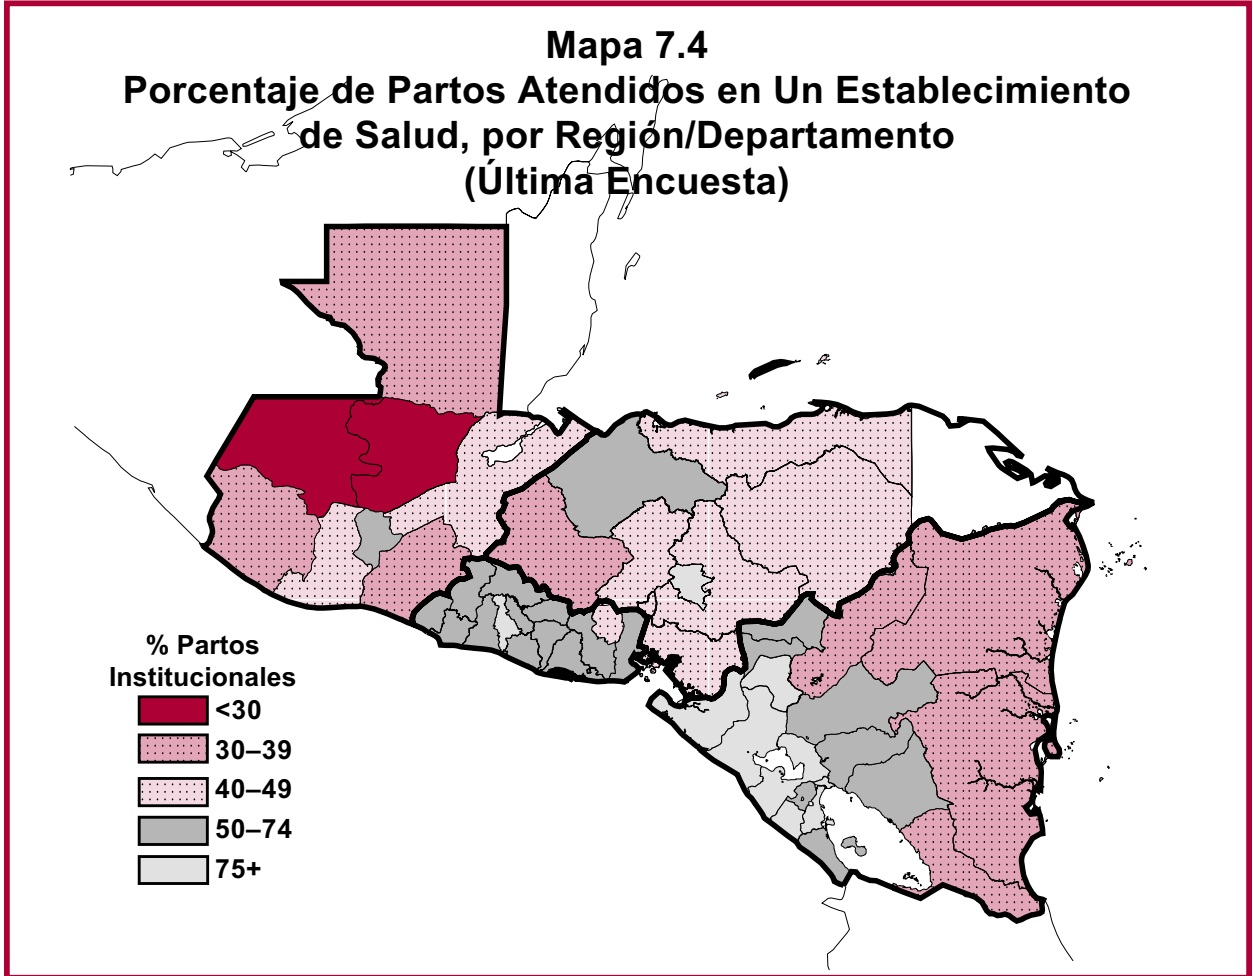 Mapa 7.4
Porcentaje de Partos Atendidos en Un Establecimiento
de Salud, por Región/Departamento
(Última Encuesta)
% Partos
Institucionales
<30
30–39
40–49
50–74
75+